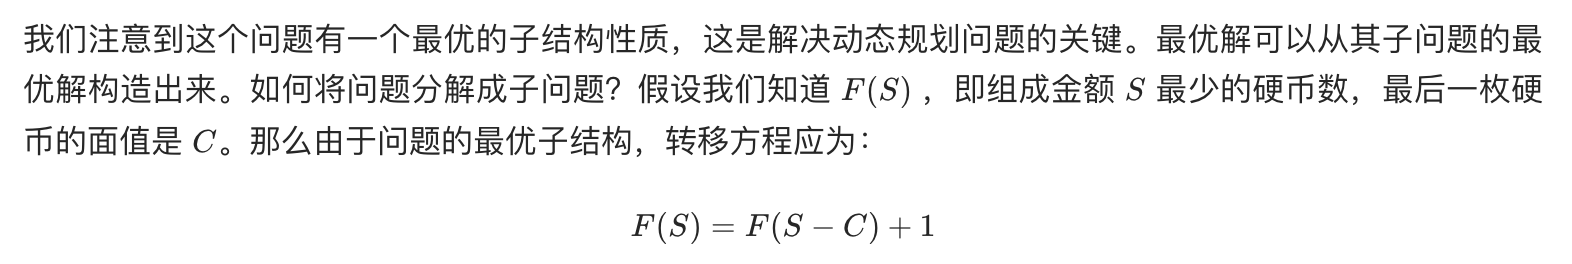 我们注意到这个问题有一个最优的子结构性质，这是解决动态规划问题的关键。最优解可以从其子问题的最
优解构造出来。如何将问题分解成子问题？假设我们知道 F(S) ，即组成金额 S 最少的硬币数，最后一枚硬
币的面值是 C。那么由于问题的最优子结构，转移方程应为：
F(S) = F(S − C) + 1